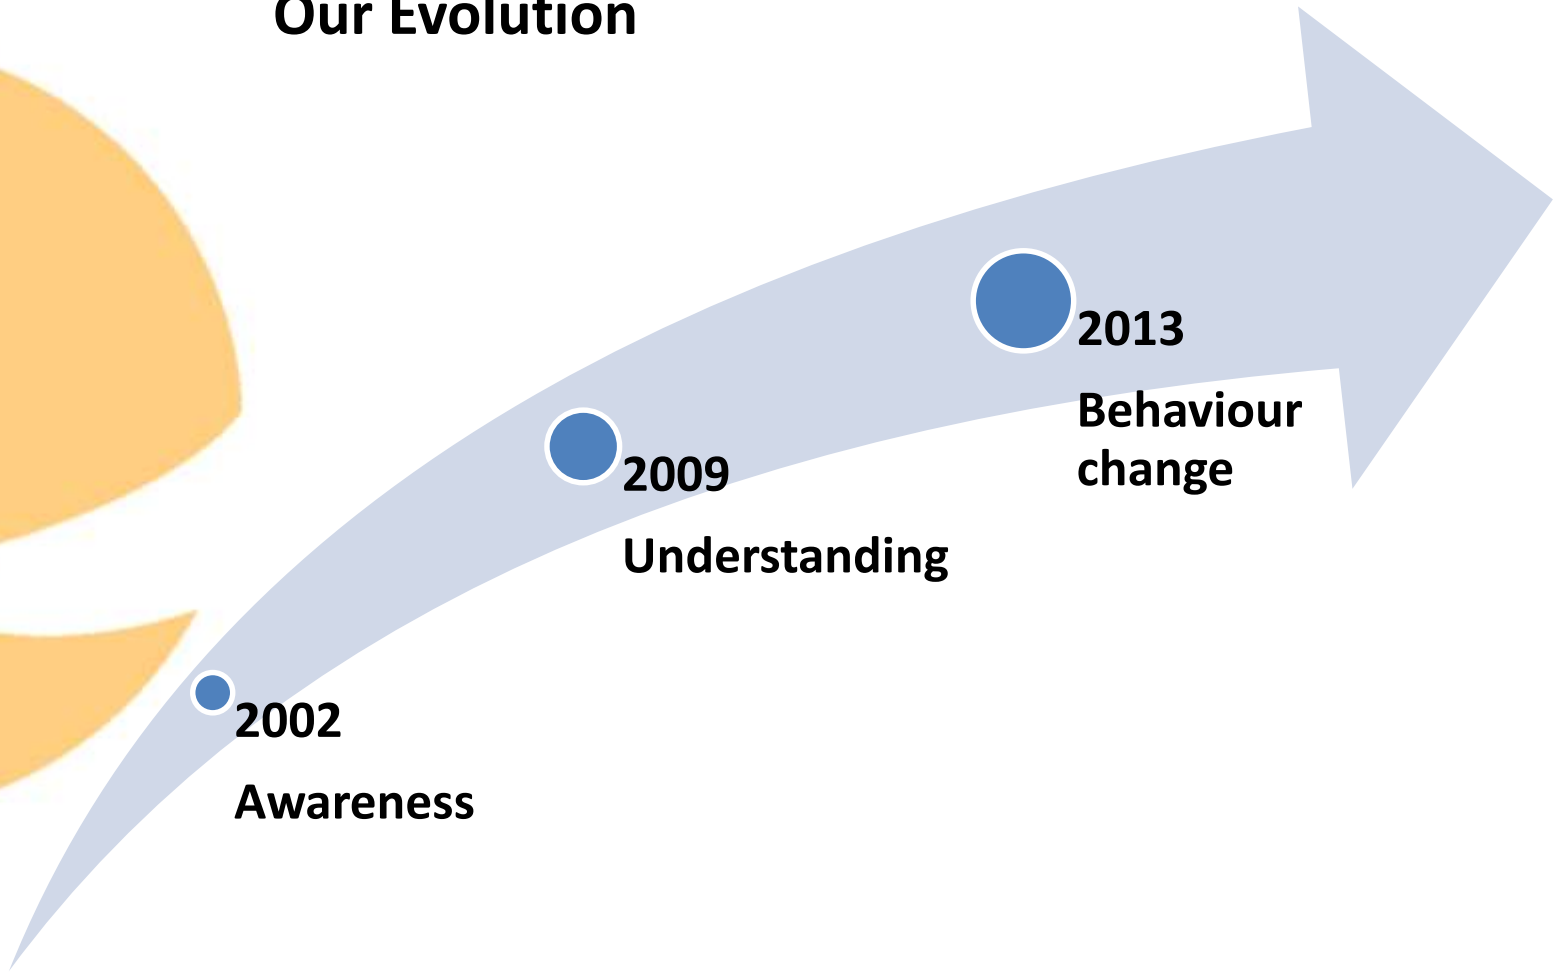 Our Evolution
2013
Behaviour
change
2009
Understanding
2002
Awareness